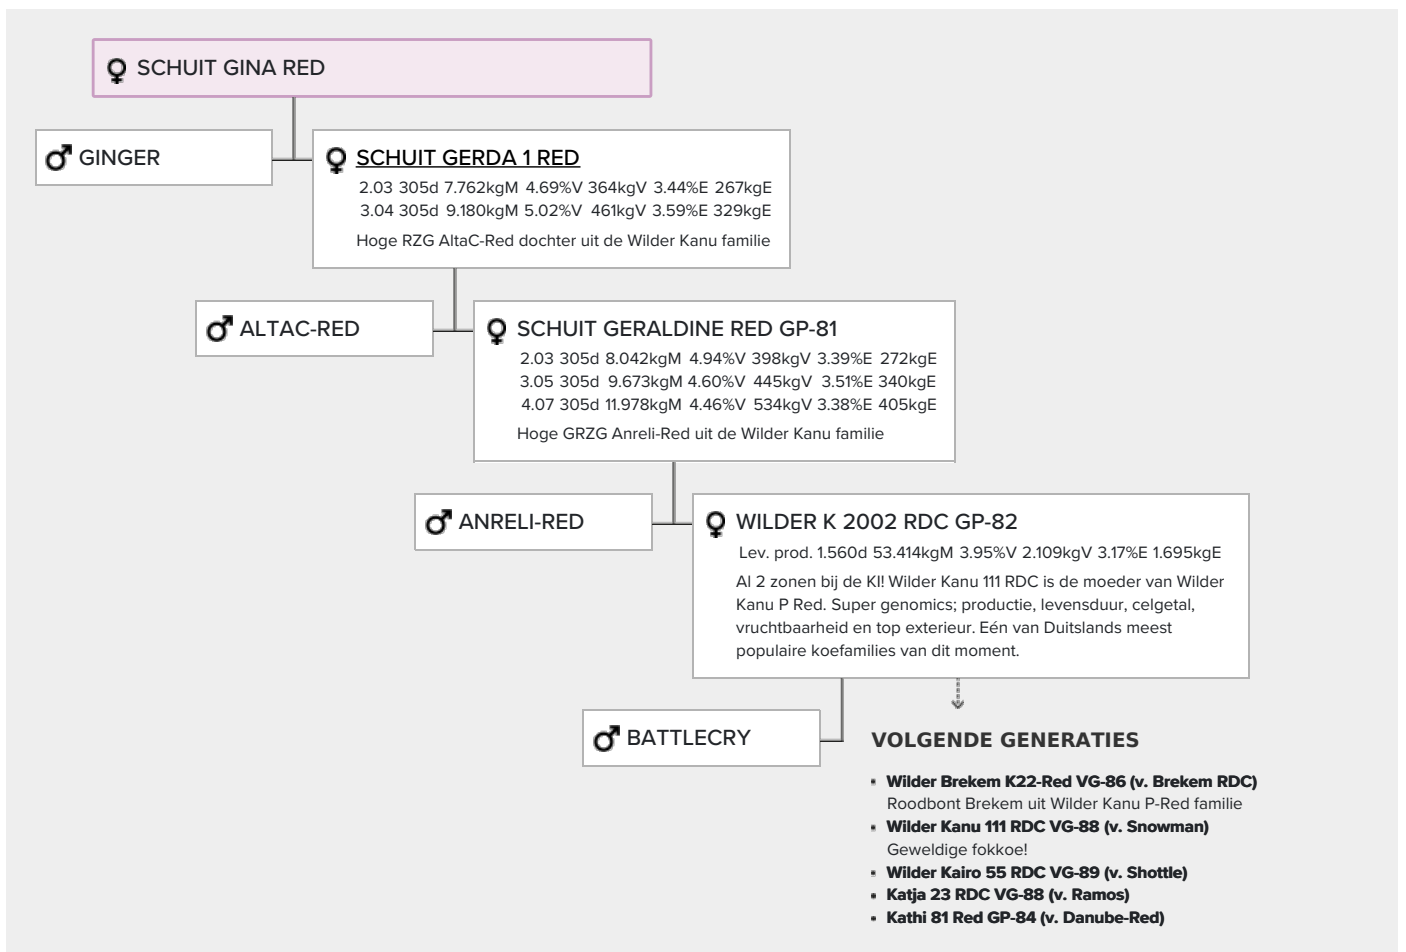 SCHUIT GINA RED
GINGER
SCHUIT GERDA 1 RED
2.03 305d 7.762kgM 4.69%V 364kgV 3.44%E 267kgE
3.04 305d 9.180kgM 5.02%V 461kgV 3.59%E 329kgE
Hoge RZG AltaC-Red dochter uit de Wilder Kanu familie
ALTAC-RED
SCHUIT GERALDINE RED GP-81
2.03 305d 8.042kgM 4.94%V 398kgV 3.39%E 272kgE
3.05 305d 9.673kgM 4.60%V 445kgV 3.51%E 340kgE
4.07 305d 11.978kgM 4.46%V 534kgV 3.38%E 405kgE
Hoge GRZG Anreli-Red uit de Wilder Kanu familie
ANRELI-RED
WILDER K 2002 RDC GP-82
Lev. prod. 1.560d 53.414kgM 3.95%V 2.109kgV 3.17%E 1.695kgE
Al 2 zonen bij de KI! Wilder Kanu 111 RDC is de moeder van Wilder
Kanu P Red. Super genomics; productie, levensduur, celgetal,
vruchtbaarheid en top exterieur. Eén van Duitslands meest
populaire koefamilies van dit moment.
BATTLECRY
VOLGENDE GENERATIES
▪ Wilder Brekem K22-Red VG-86 (v. Brekem RDC)
Roodbont Brekem uit Wilder Kanu P-Red familie
▪ Wilder Kanu 111 RDC VG-88 (v. Snowman)
Geweldige fokkoe!
▪ Wilder Kairo 55 RDC VG-89 (v. Shottle)
▪ Katja 23 RDC VG-88 (v. Ramos)
▪ Kathi 81 Red GP-84 (v. Danube-Red)